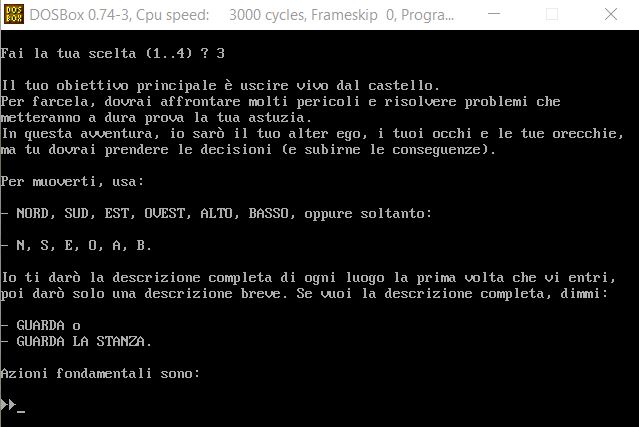 DOSBox 0.74-3, Cpu speed:    3000 cycles, Frameskip  0, Progra...
Fai la tua scelta (1..4) ? 3
Il tuo obiettivo principale è uscire vivo dal castello.
Per farcela, dovrai affrontare molti pericoli e risolvere problemi che
metteranno a dura prova la tua astuzia.
In questa avventura, io sarò il tuo alter ego, i tuoi occhi e le tue orecchie,
ma tu dovrai prendere le decisioni (e subirne le conseguenze).
Per muoverti, usa:
- NORD, SUD, EST, OVEST, ALTO, BASSO, oppure soltanto:
- N, S, E, O, A, B.
Io ti darò la descrizione completa di ogni luogo la prima volta che vi entri,
poi darò solo una descrizione breve. Se vuoi la descrizione completa, dimmi:
- GUARDA o
- GUARDA LA STANZA.
Azioni fondamentali sono:
►►_